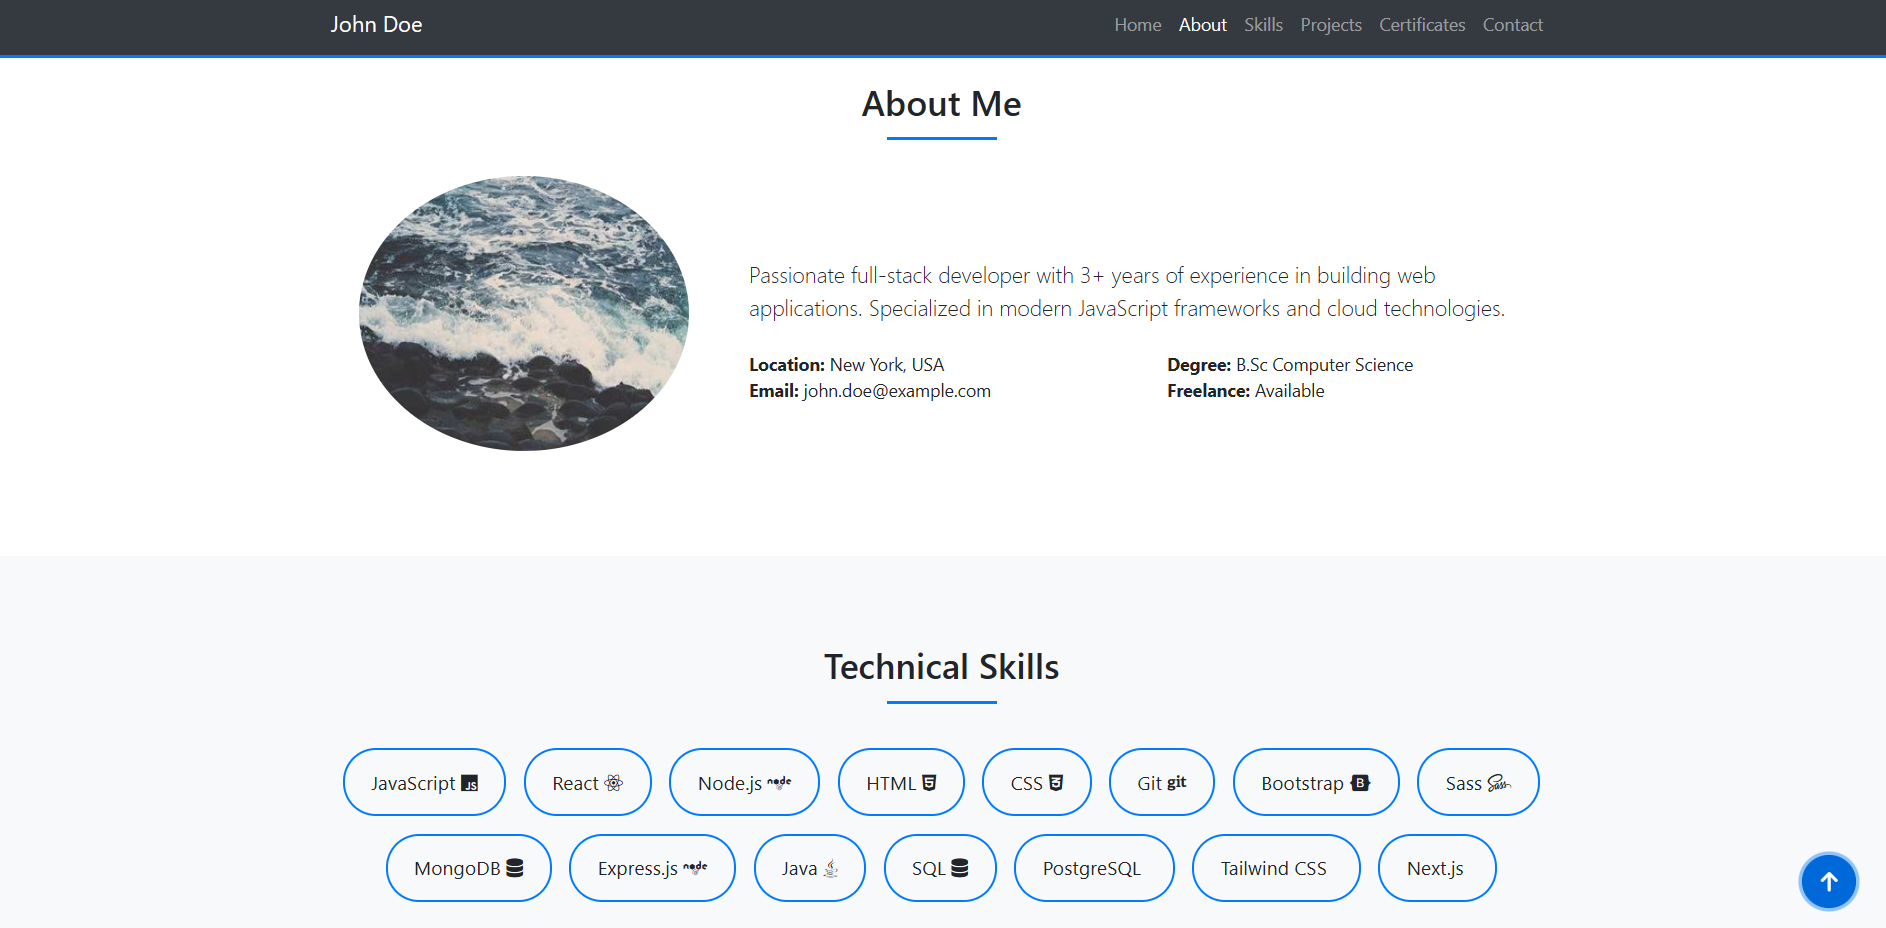 John Doe
Home About Skills Projects Certificates Contact
About Me
Passionate full-stack developer with 3+ years of experience in building web
applications. Specialized in modern JavaScript frameworks and cloud technologies.
Location: New York, USA
Email: john.doe@example.com
Degree: B.Sc Computer Science
Freelance: Available
Technical Skills
JavaScript JS React Node.js node HTML 5 CSS 3 Git git Bootstrap B Sass Sass
MongoDB Express.js node Java SQL PostgreSQL Tailwind CSS Next.js